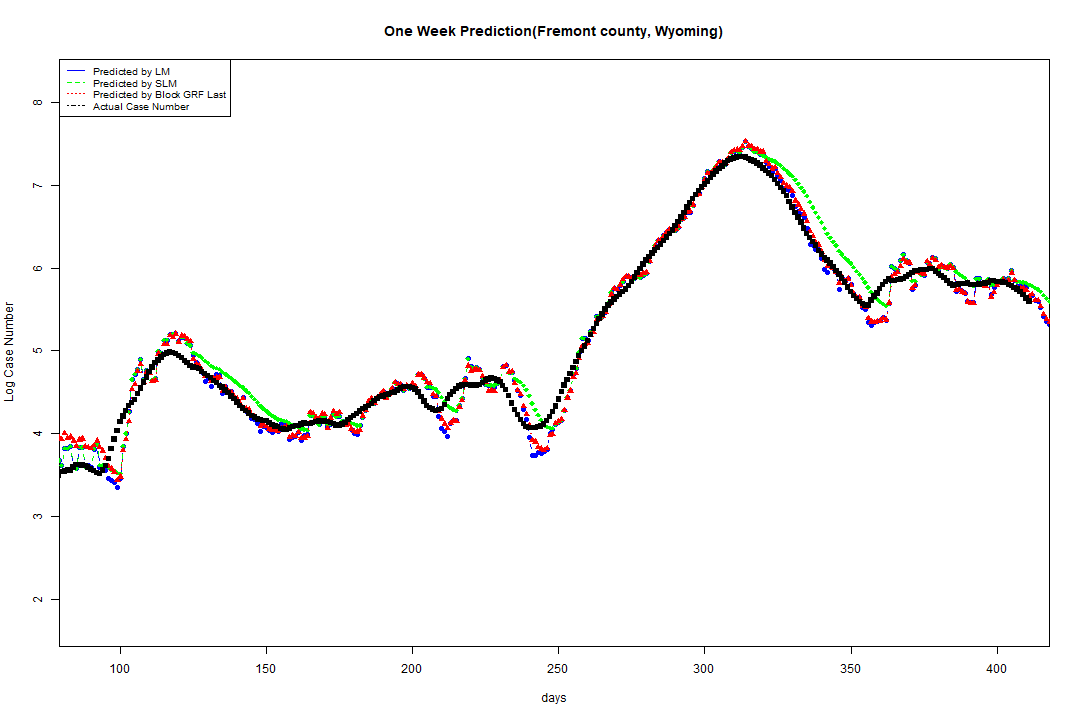 One Week Prediction(Fremont county, Wyoming)
Predicted by LM
Predicted by SLM
Predicted by Block GRF Last
Actual Case Number
8
7
6
5
4
3
2
Log Case Number
100 150 200 250 300 350 400
days